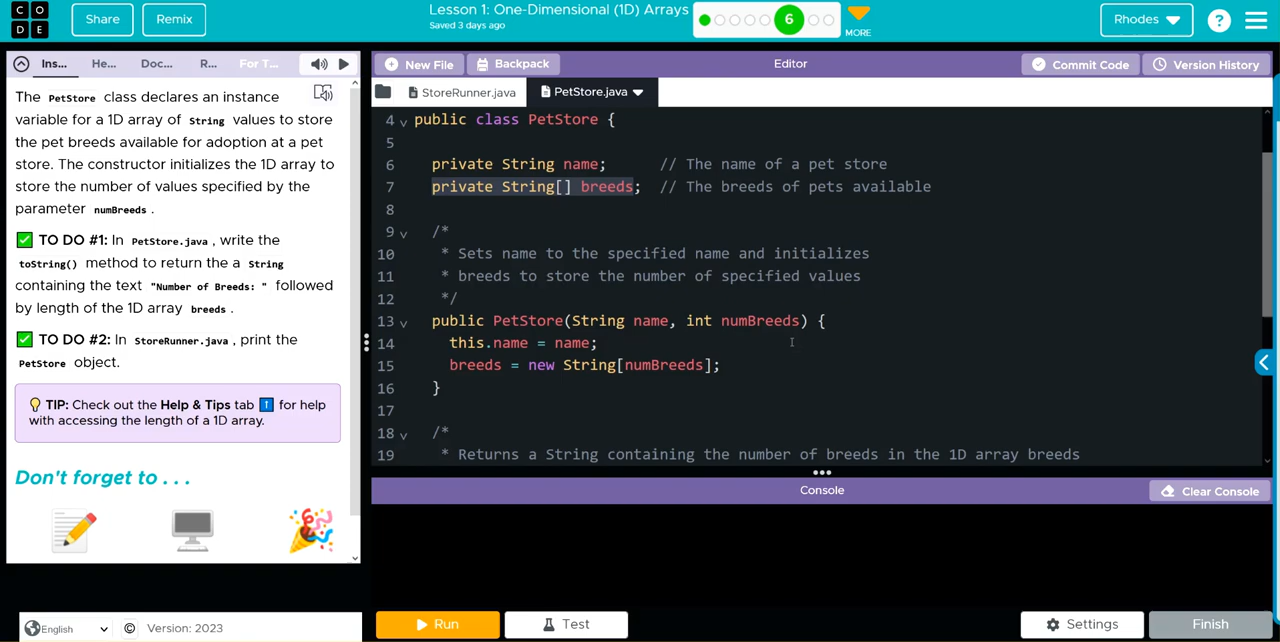 CO
DE
Share
Remix
Lesson 1: One-Dimensional (1D) Arrays
Saved 3 days ago
6
MORE
Rhodes
?
Ins...
He...
Doc...
R...
For T...
New File
Backpack
Editor
Commit Code
Version History
StoreRunner.java
PetStore.java
The PetStore class declares an instance
variable for a 1D array of String values to store
the pet breeds available for adoption at a pet
store. The constructor initializes the 1D array to
store the number of values specified by the
parameter numBreeds .
TO DO #1: In PetStore.java , write the
toString() method to return the a String
containing the text "Number of Breeds: " followed
by length of the 1D array breeds .
TO DO #2: In StoreRunner.java , print the
PetStore object.
TIP: Check out the Help & Tips tab for help
with accessing the length of a 1D array.
Don't forget to . . .
4 public class PetStore {
5
6 private String name; // The name of a pet store
7 private String[] breeds; // The breeds of pets available
8
9 /*
10 * Sets name to the specified name and initializes
11 * breeds to store the number of specified values
12 */
13 public PetStore(String name, int numBreeds) {
14 this.name = name;
15 breeds = new String[numBreeds];
16 }
17
18 /*
19 * Returns a String containing the number of breeds in the 1D array breeds
Console
Clear Console
English
© Version: 2023
Run
Test
Settings
Finish